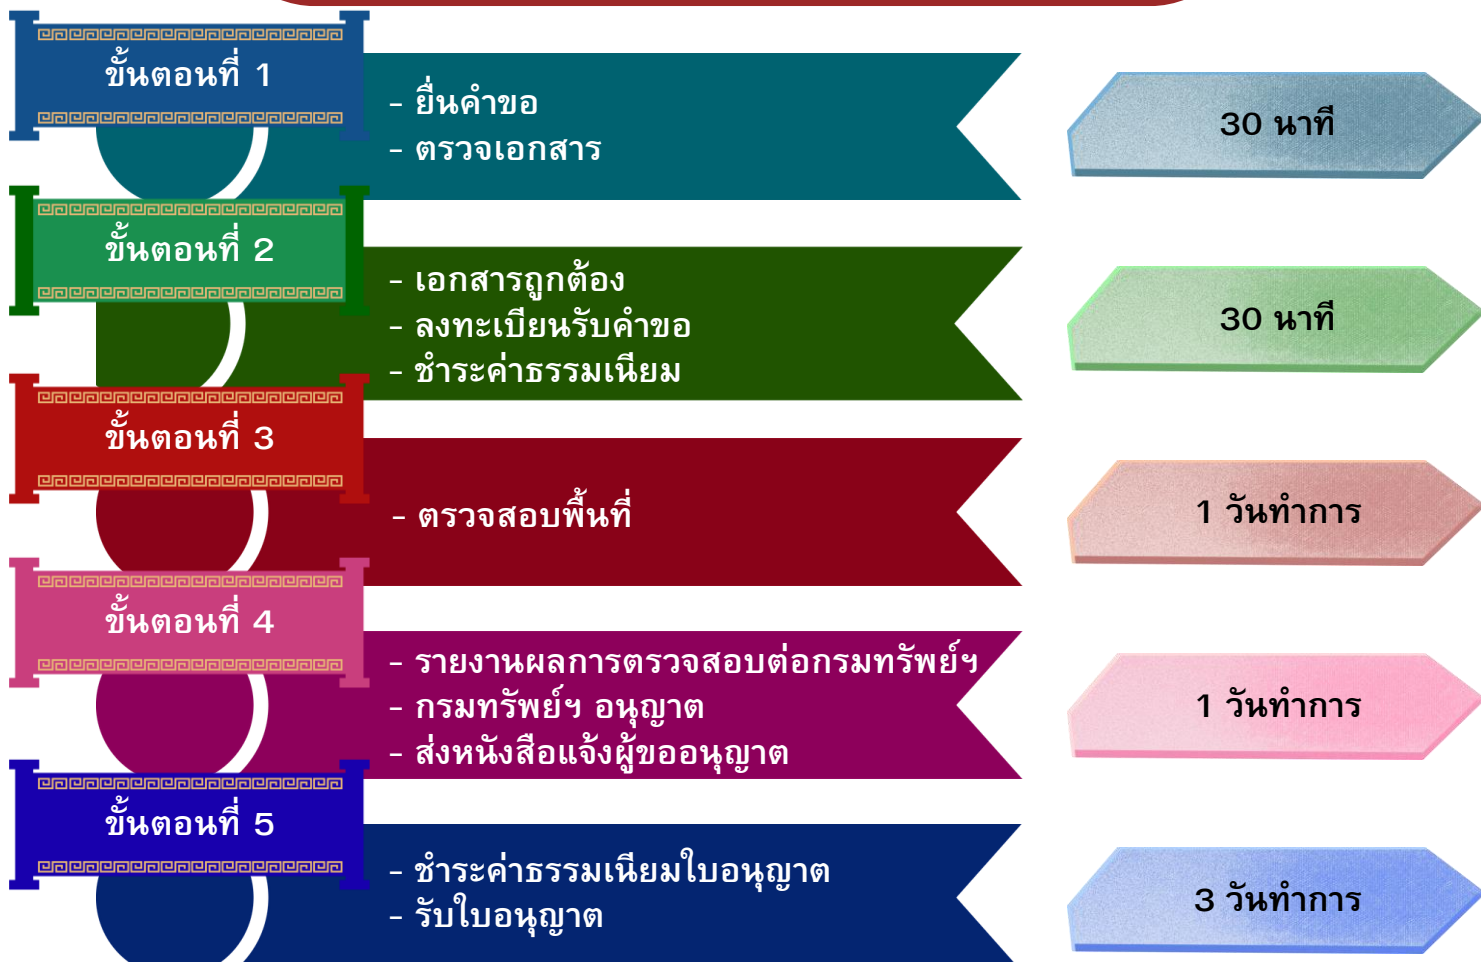 ขั้นตอนที่ 1
- ยื่นคำขอ
- ตรวจเอกสาร
30 นาที
ขั้นตอนที่ 2
- เอกสารถูกต้อง
- ลงทะเบียนรับคำขอ
- ชำระค่าธรรมเนียม
30 นาที
ขั้นตอนที่ 3
- ตรวจสอบพื้นที่
1 วันทำการ
ขั้นตอนที่ 4
- รายงานผลการตรวจสอบต่อกรมทรัพย์ฯ
- กรมทรัพย์ฯ อนุญาต
- ส่งหนังสือแจ้งผู้ขออนุญาต
1 วันทำการ
ขั้นตอนที่ 5
- ชำระค่าธรรมเนียมใบอนุญาต
- รับใบอนุญาต
3 วันทำการ